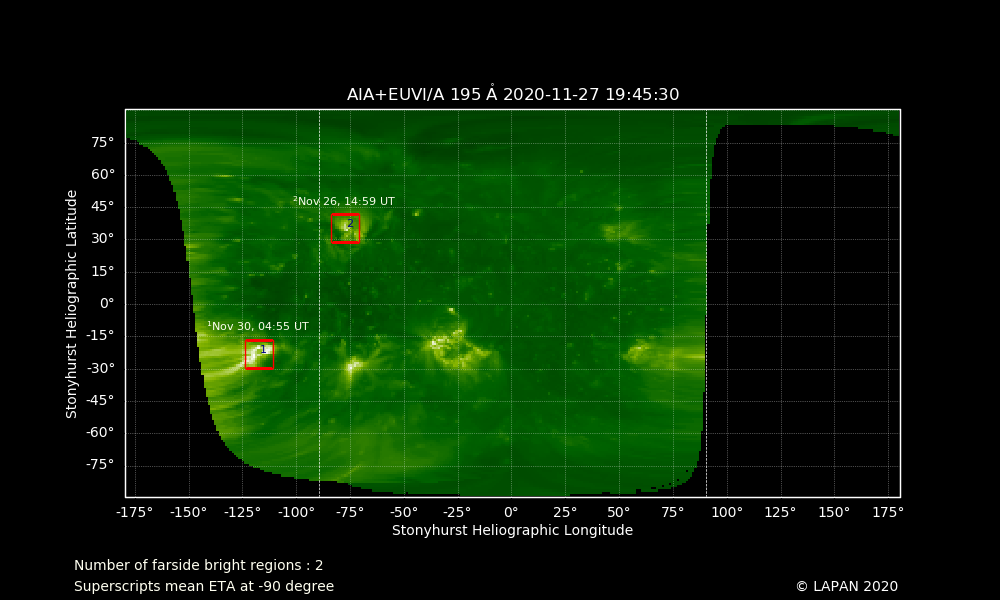 AIA+EUVI/A 195 Å 2020-11-27 19:45:30
75°
60°
45°
30°
15°
0°
-15°
-30°
-45°
-60°
-75°
Stonyhurst Heliographic Latitude
²Nov 26, 14:59 UT
2
¹Nov 30, 04:55 UT
1
-175° -150° -125° -100° -75° -50° -25° 0° 25° 50° 75° 100° 125° 150° 175°
Stonyhurst Heliographic Longitude
Number of farside bright regions : 2
Superscripts mean ETA at -90 degree
© LAPAN 2020